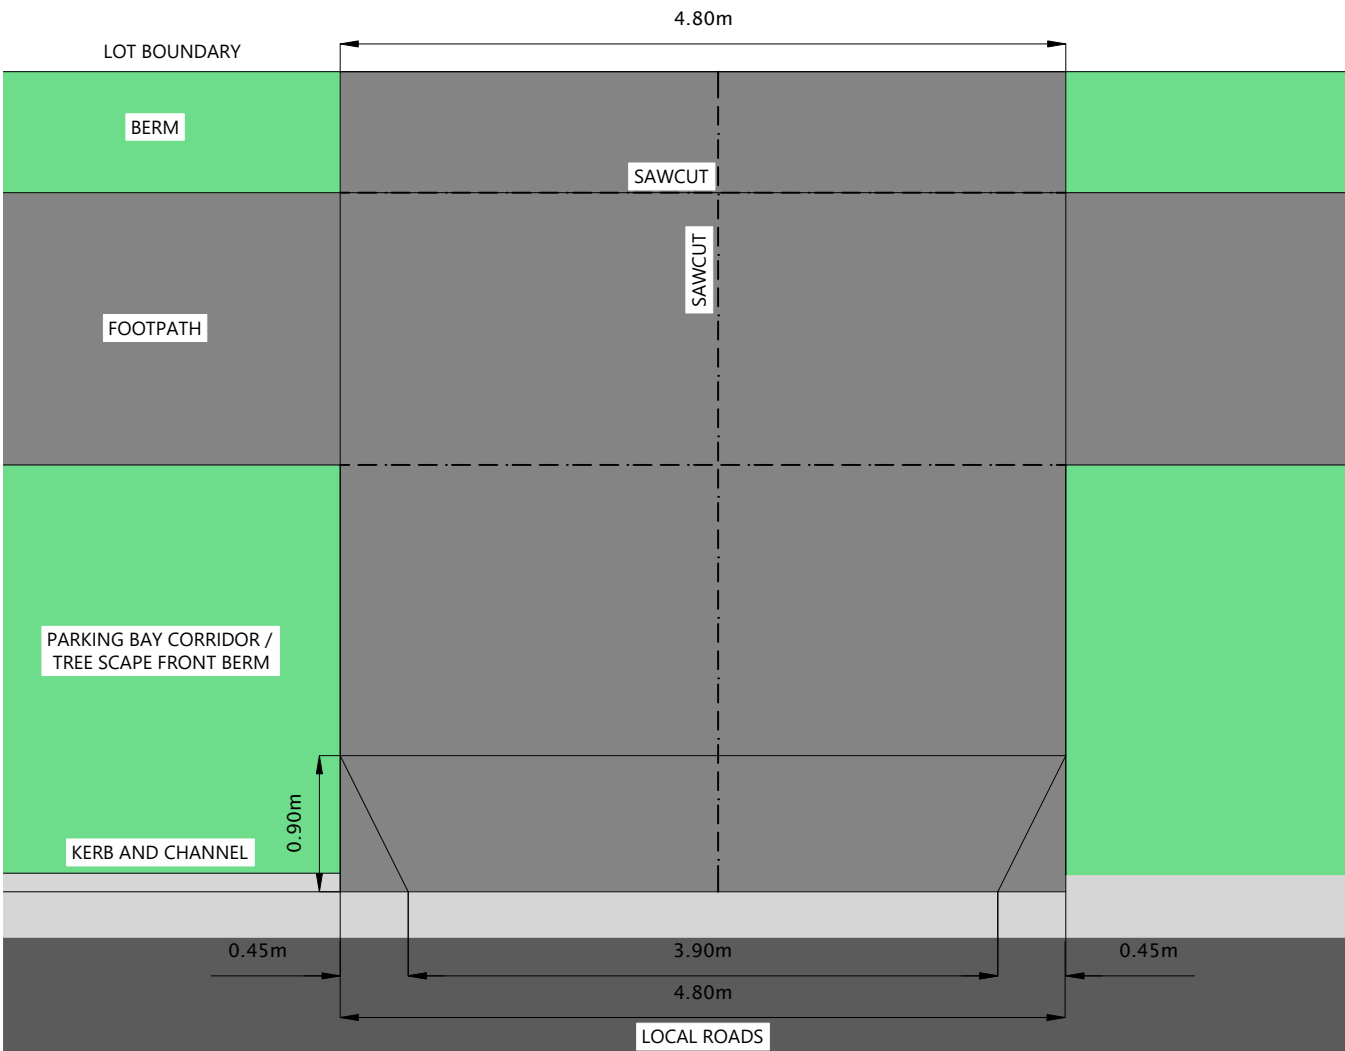 4.80m
LOT BOUNDARY
BERM
SAWCUT
SAWCUT
FOOTPATH
PARKING BAY CORRIDOR /
TREE SCAPE FRONT BERM
0.90m
KERB AND CHANNEL
0.45m
3.90m
0.45m
4.80m
LOCAL ROADS